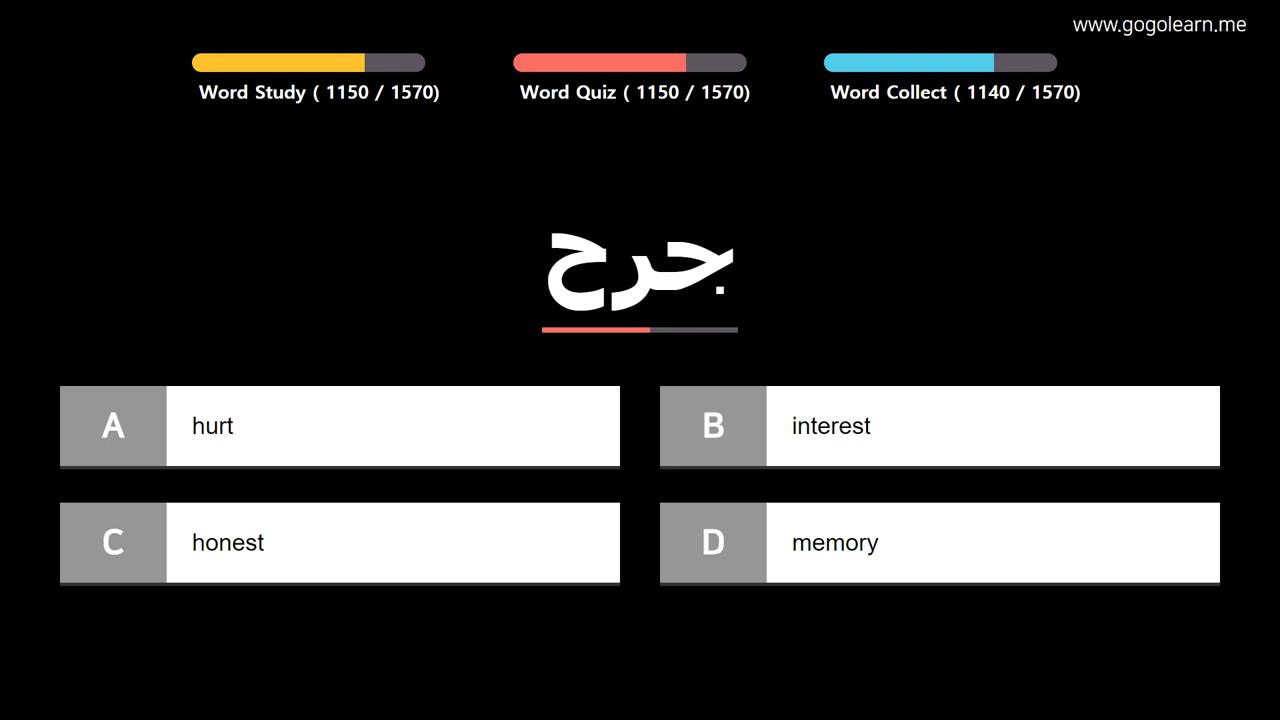 www.gogolearn.me
Word Study ( 1150 / 1570)
Word Quiz ( 1150 / 1570)
Word Collect ( 1140 / 1570)
جرح
A hurt
B interest
C honest
D memory